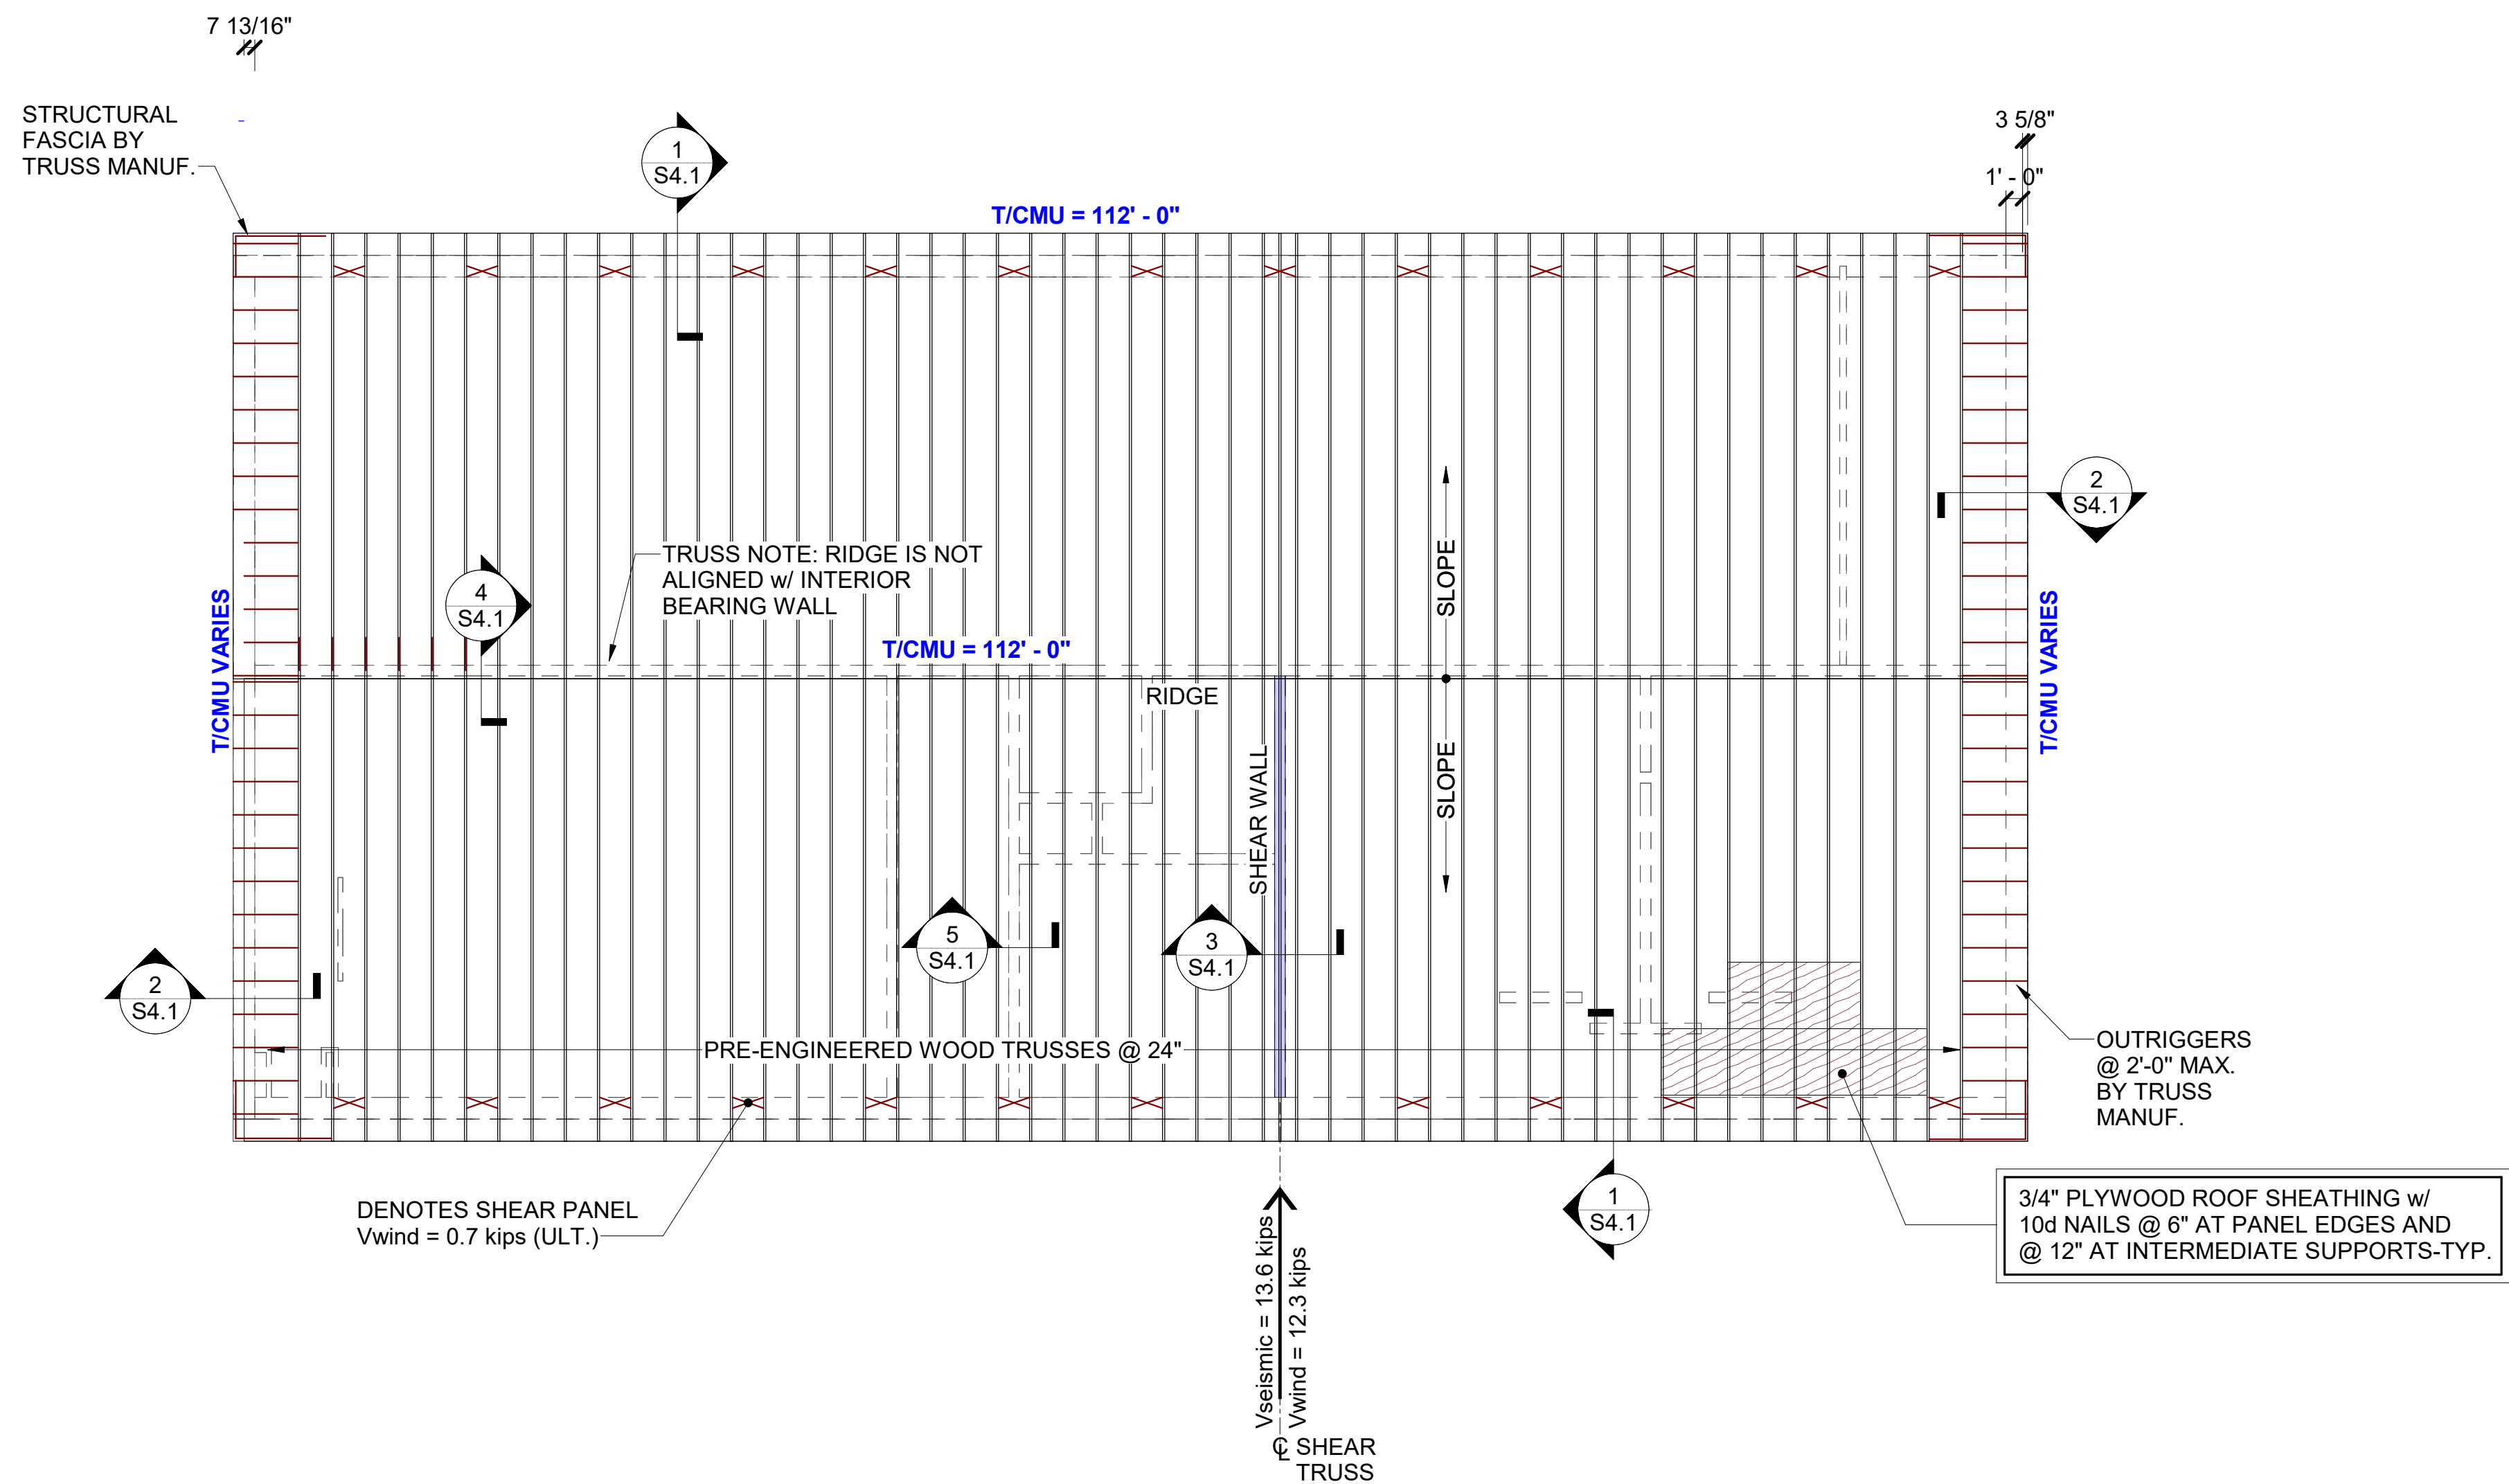 7 13/16"
STRUCTURAL
FASCIA BY
TRUSS MANUF.
1
S4.1
3 5/8"
1' - 0"
T/CMU = 112' - 0"
2
S4.1
SLOPE
TRUSS NOTE: RIDGE IS NOT
ALIGNED w/ INTERIOR
BEARING WALL
4
S4.1
T/CMU VARIES
T/CMU = 112' - 0"
T/CMU VARIES
RIDGE
SLOPE
SHEAR WALL
5
S4.1
3
S4.1
2
S4.1
PRE-ENGINEERED WOOD TRUSSES @ 24"
OUTRIGGERS
@ 2'-0" MAX.
BY TRUSS
MANUF.
DENOTES SHEAR PANEL
Vwind = 0.7 kips (ULT.)
1
S4.1
3/4" PLYWOOD ROOF SHEATHING w/
10d NAILS @ 6" AT PANEL EDGES AND
@ 12" AT INTERMEDIATE SUPPORTS-TYP.
Vseismic = 13.6 kips
Vwind = 12.3 kips
℄ SHEAR
TRUSS